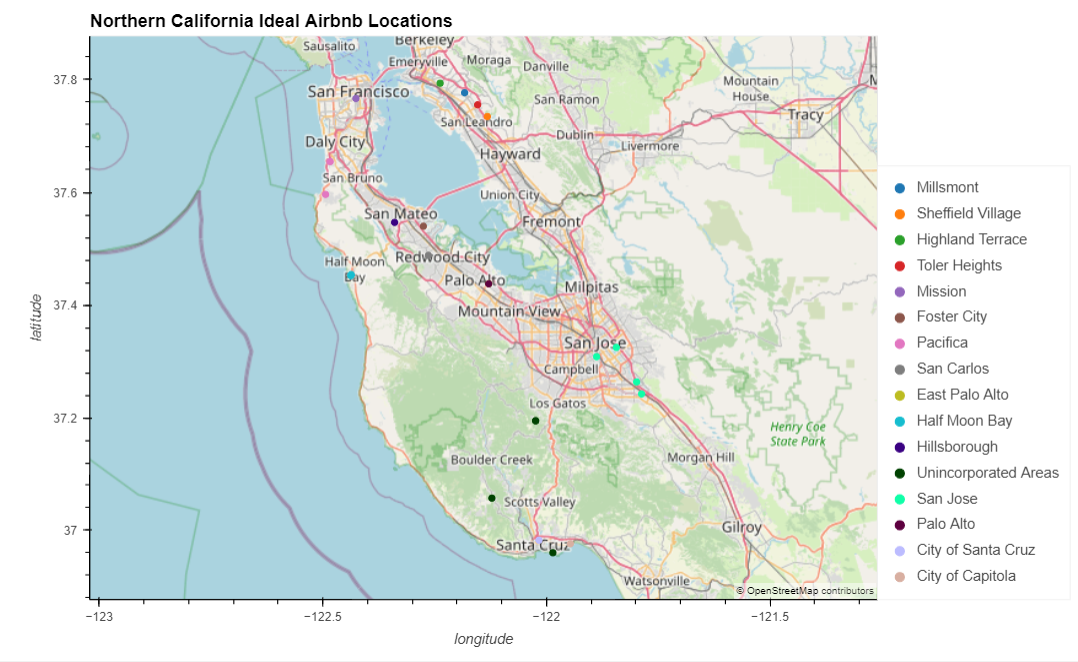 Northern California Ideal Airbnb Locations
Sausalito
Berkeley
Emeryville
Moraga
Danville
Mountain
House
San Francisco
San Ramon
Tracy
San Leandro
Daly City
Dublin
Livermore
Hayward
San Bruno
Union City
San Mateo
Fremont
Half Moon
Bay
Redwood City
Palo Alto
Milpitas
Mountain View
San Jose
Campbell
Los Gatos
Henry Coe
State Park
Boulder Creek
Morgan Hill
Scotts Valley
Gilroy
Santa Cruz
Watsonville
© OpenStreetMap contributors
37.8
37.6
37.4
37.2
37
latitude
−123
−122.5
−122
−121.5
longitude
Millsmont
Sheffield Village
Highland Terrace
Toler Heights
Mission
Foster City
Pacifica
San Carlos
East Palo Alto
Half Moon Bay
Hillsborough
Unincorporated Areas
San Jose
Palo Alto
City of Santa Cruz
City of Capitola